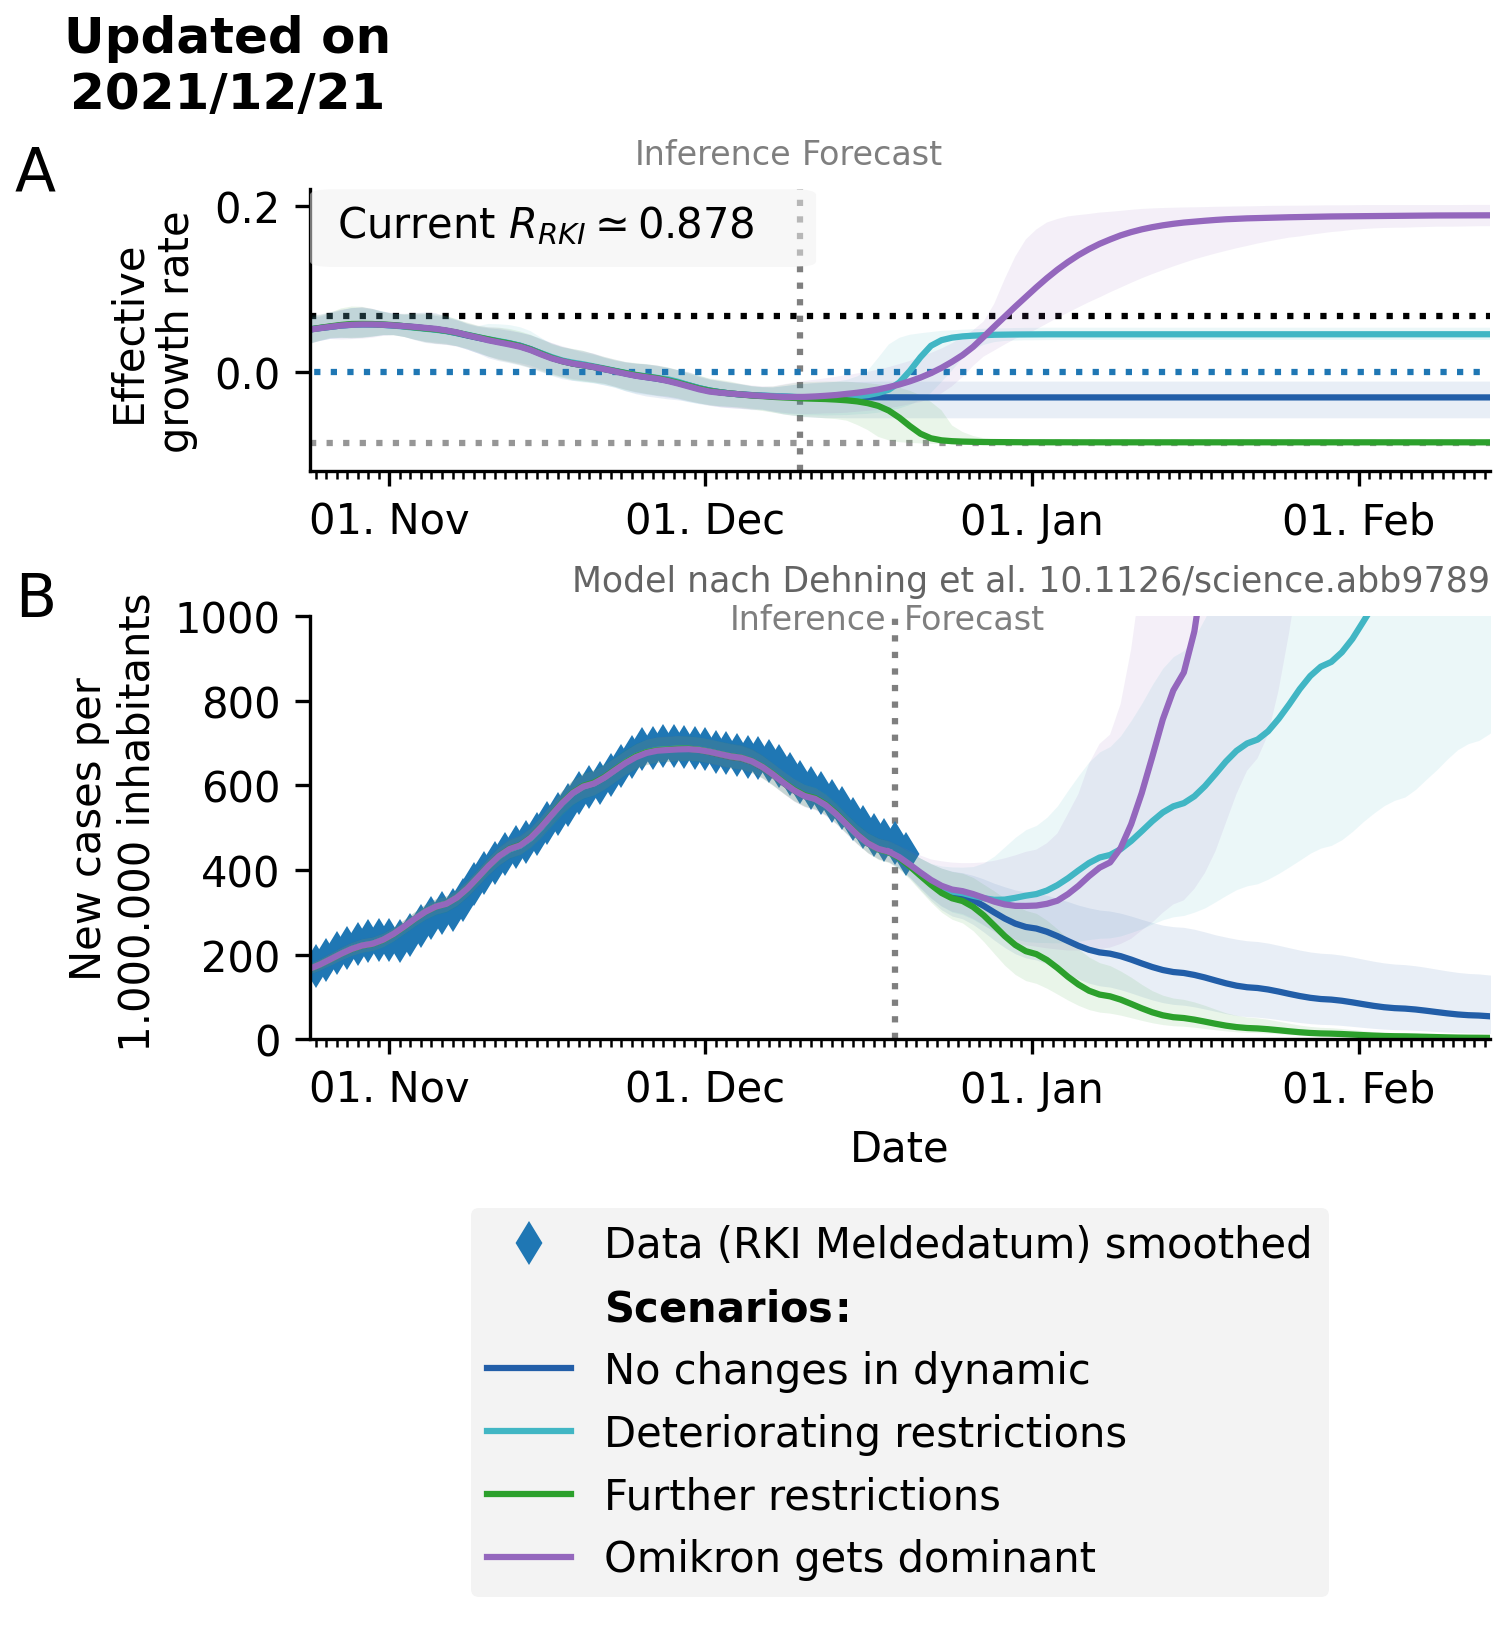 Updated on
2021/12/21
A
Inference Forecast
Current R_RKI ≃ 0.878
Effective
growth rate
0.2
0.0
01. Nov 01. Dec 01. Jan 01. Feb
Model nach Dehning et al. 10.1126/science.abb9789
B
Inference Forecast
New cases per
1.000.000 inhabitants
1000
800
600
400
200
0
01. Nov 01. Dec 01. Jan 01. Feb
Date
Data (RKI Meldedatum) smoothed
Scenarios:
No changes in dynamic
Deteriorating restrictions
Further restrictions
Omikron gets dominant